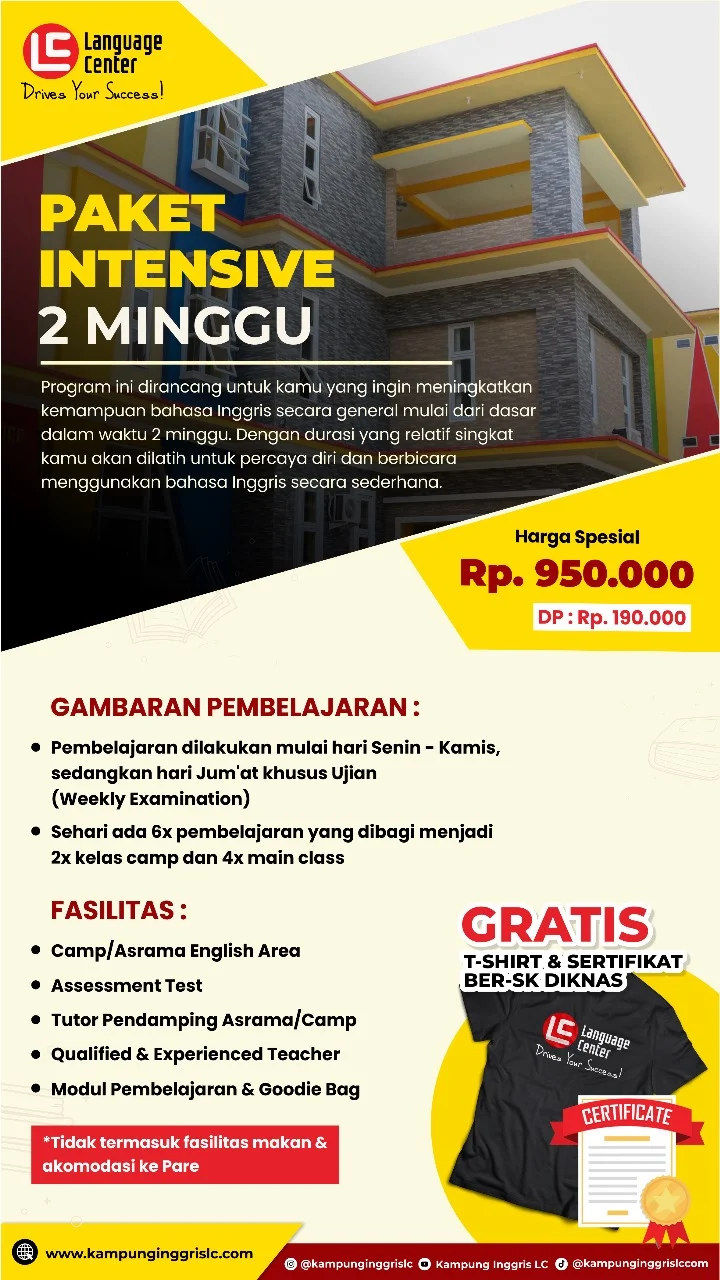 Language
Center
Drives Your Success!
PAKET
INTENSIVE
2 MINGGU
Program ini dirancang untuk kamu yang ingin meningkatkan
kemampuan bahasa Inggris secara general mulai dari dasar
dalam waktu 2 minggu. Dengan durasi yang relatif singkat
kamu akan dilatih untuk percaya diri dan berbicara
menggunakan bahasa Inggris secara sederhana.
Harga Spesial
Rp. 950.000
DP : Rp. 190.000
GAMBARAN PEMBELAJARAN :
• Pembelajaran dilakukan mulai hari Senin - Kamis,
sedangkan hari Jum'at khusus Ujian
(Weekly Examination)
• Sehari ada 6x pembelajaran yang dibagi menjadi
2x kelas camp dan 4x main class
FASILITAS :
• Camp/Asrama English Area
• Assessment Test
• Tutor Pendamping Asrama/Camp
• Qualified & Experienced Teacher
• Modul Pembelajaran & Goodie Bag
*Tidak termasuk fasilitas makan &
akomodasi ke Pare
GRATIS
T-SHIRT & SERTIFIKAT
BER-SK DIKNAS
LC Language
Center
Drives Your Success!
CERTIFICATE
www.kampunginggrislc.com
@kampunginggrislc Kampung Inggris LC @kampunginggrislccom